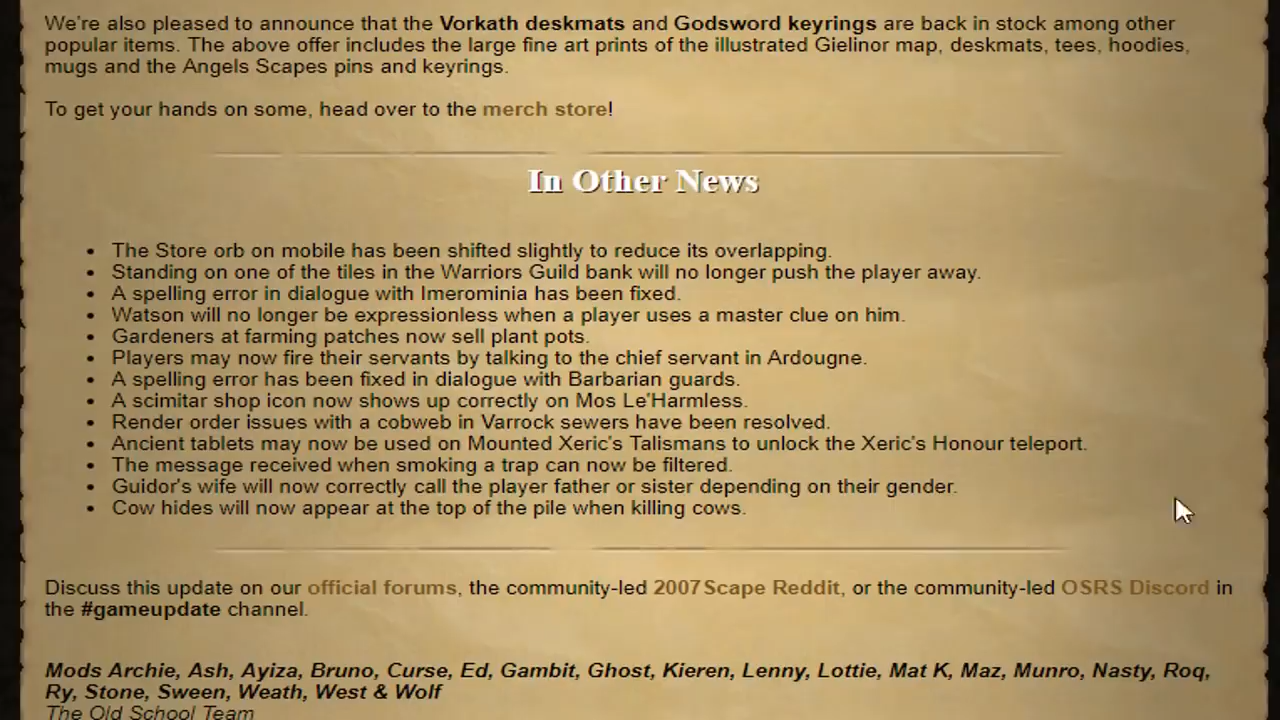 We're also pleased to announce that the Vorkath deskmats and Godsword keyrings are back in stock among other
popular items. The above offer includes the large fine art prints of the illustrated Gielinor map, deskmats, tees, hoodies,
mugs and the Angels Scapes pins and keyrings.
To get your hands on some, head over to the merch store!
In Other News
• The Store orb on mobile has been shifted slightly to reduce its overlapping.
• Standing on one of the tiles in the Warriors Guild bank will no longer push the player away.
• A spelling error in dialogue with Imerominia has been fixed.
• Watson will no longer be expressionless when a player uses a master clue on him.
• Gardeners at farming patches now sell plant pots.
• Players may now fire their servants by talking to the chief servant in Ardougne.
• A spelling error has been fixed in dialogue with Barbarian guards.
• A scimitar shop icon now shows up correctly on Mos Le'Harmless.
• Render order issues with a cobweb in Varrock sewers have been resolved.
• Ancient tablets may now be used on Mounted Xeric's Talismans to unlock the Xeric's Honour teleport.
• The message received when smoking a trap can now be filtered.
• Guidor's wife will now correctly call the player father or sister depending on their gender.
• Cow hides will now appear at the top of the pile when killing cows.
Discuss this update on our official forums, the community-led 2007Scape Reddit, or the community-led OSRS Discord in
the #gameupdate channel.
Mods Archie, Ash, Ayiza, Bruno, Curse, Ed, Gambit, Ghost, Kieren, Lenny, Lottie, Mat K, Maz, Munro, Nasty, Roq,
Ry, Stone, Sween, Weath, West & Wolf
The Old School Team